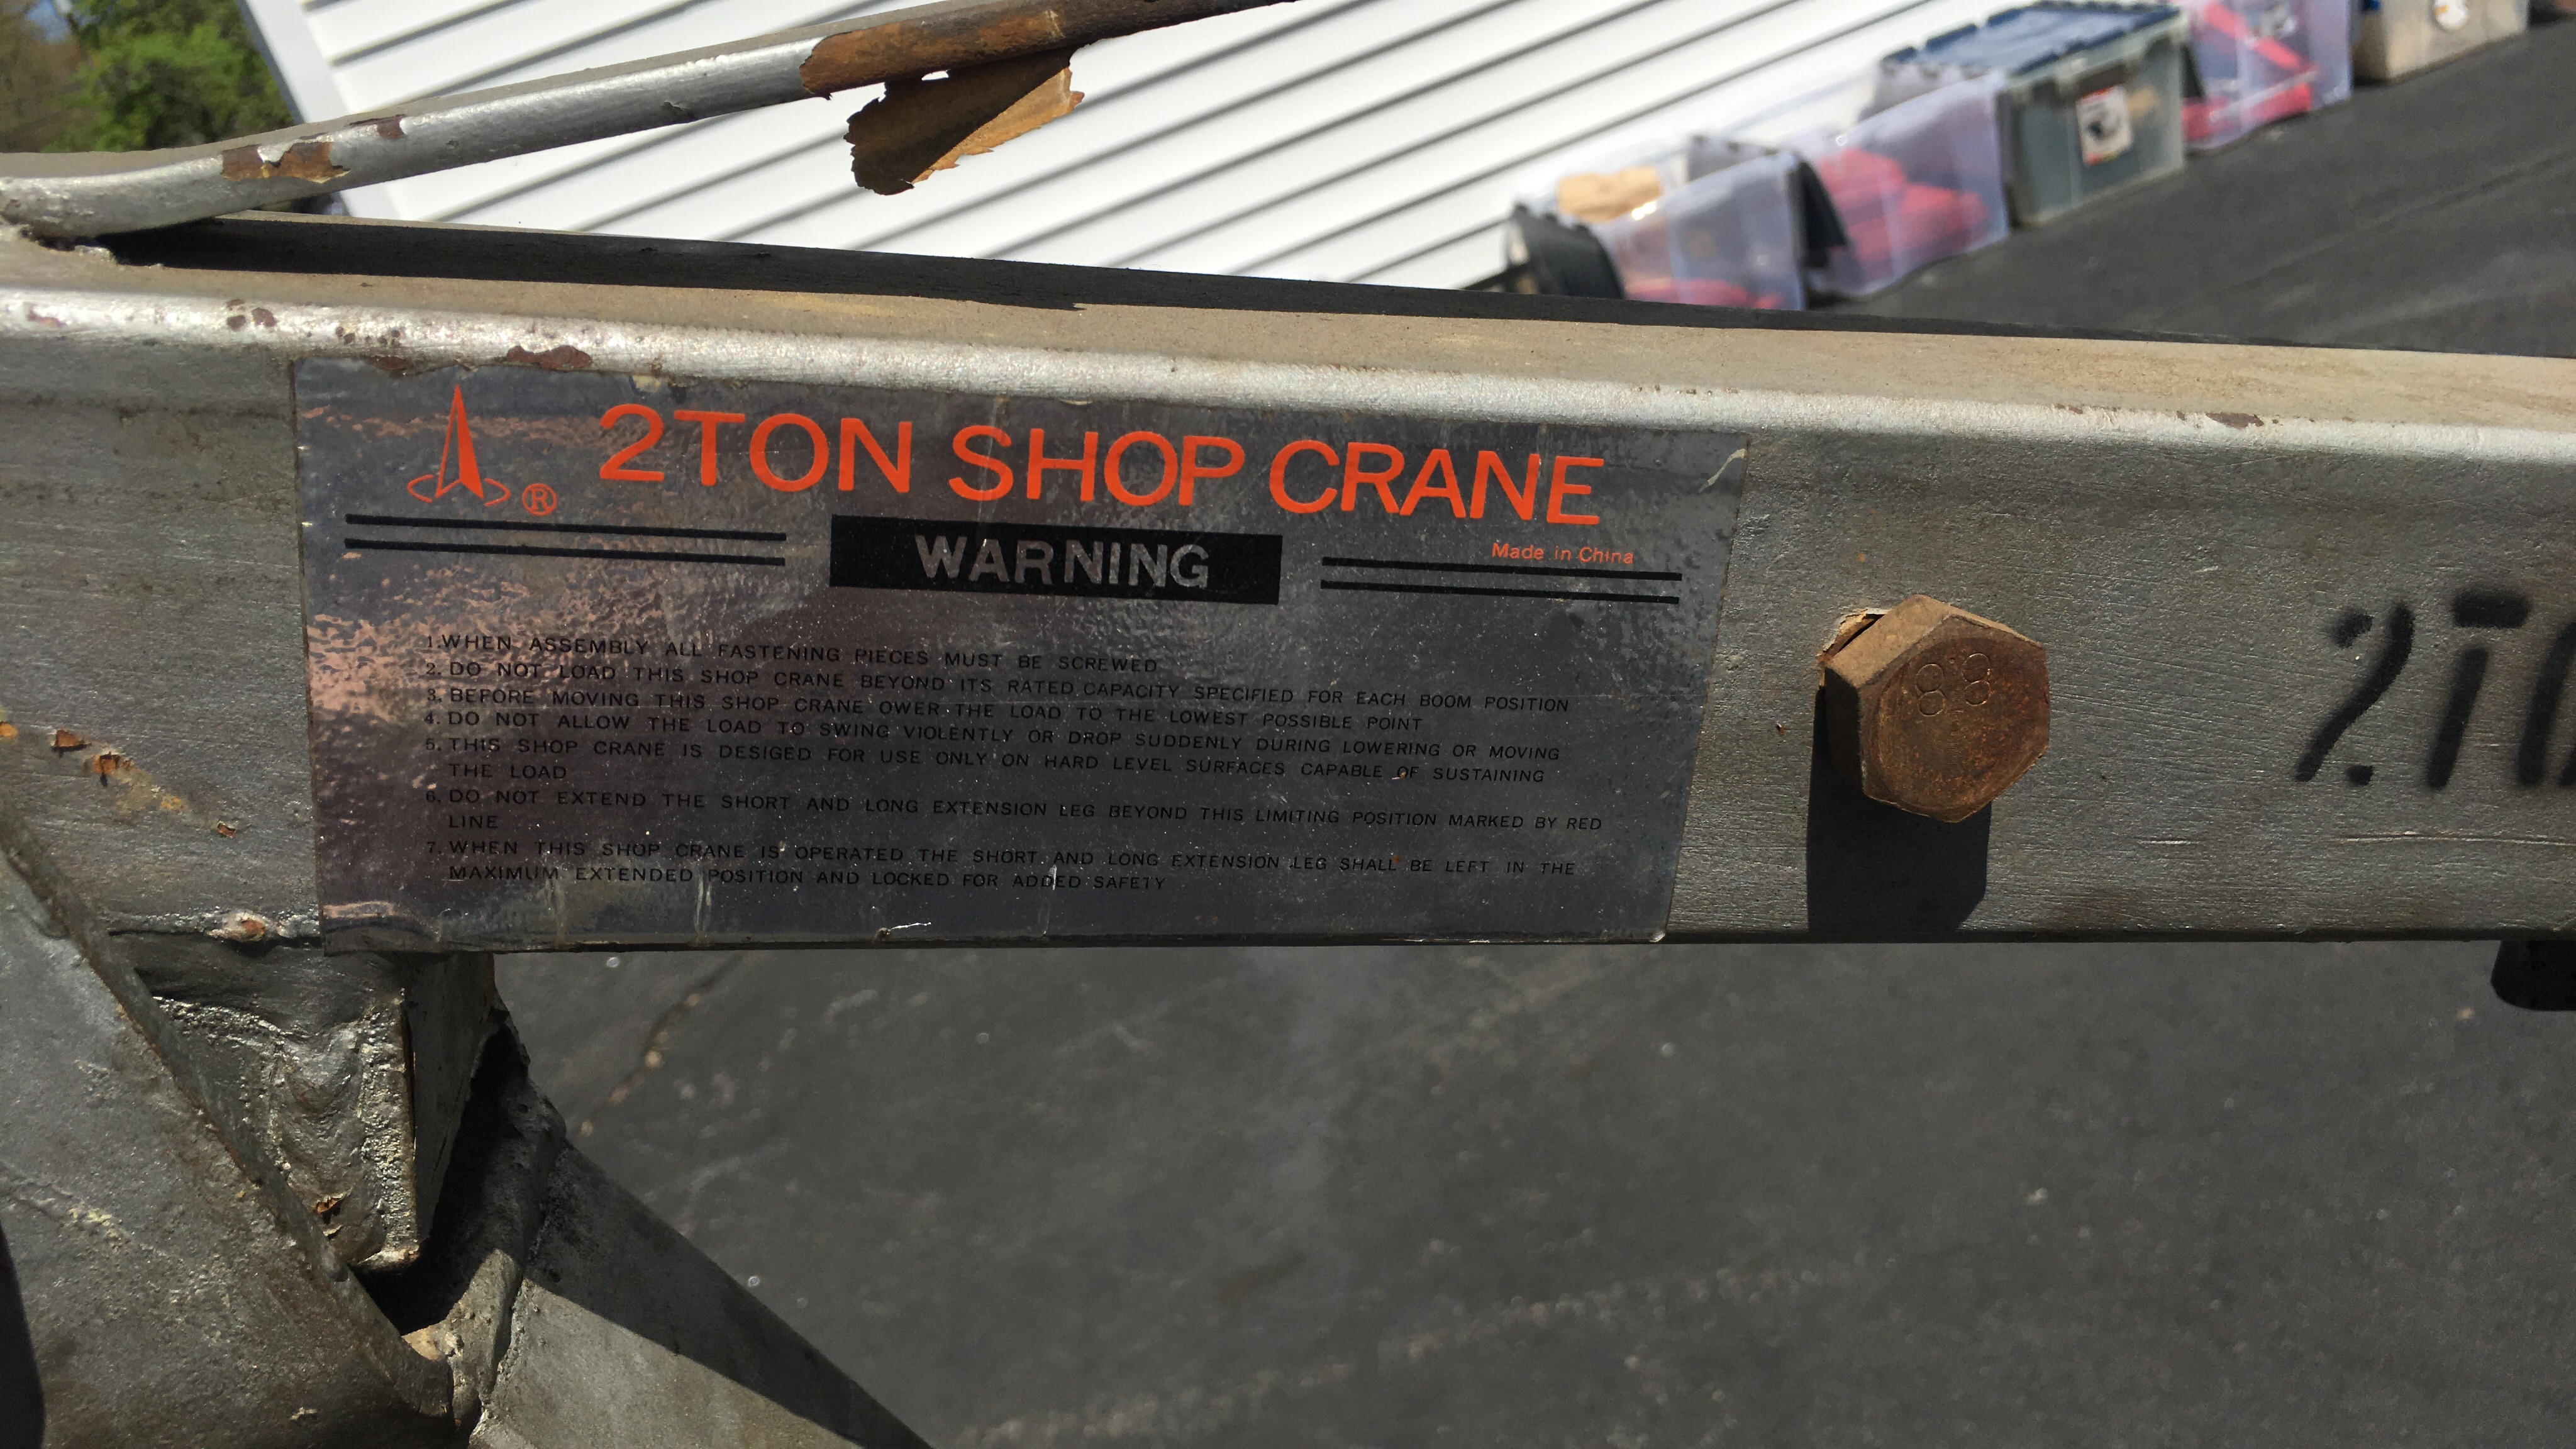 ® 2TON SHOP CRANE
WARNING
Made in China
1.WHEN ASSEMBLY ALL FASTENING PIECES MUST BE SCREWED
2. DO NOT LOAD THIS SHOP CRANE BEYOND ITS RATED CAPACITY SPECIFIED FOR EACH BOOM POSITION
3. BEFORE MOVING THIS SHOP CRANE OWER THE LOAD TO THE LOWEST POSSIBLE POINT
4. DO NOT ALLOW THE LOAD TO SWING VIOLENTLY OR DROP SUDDENLY DURING LOWERING OR MOVING
5. THIS SHOP CRANE IS DESIGED FOR USE ONLY ON HARD LEVEL SURFACES CAPABLE OF SUSTAINING
THE LOAD
6. DO NOT EXTEND THE SHORT AND LONG EXTENSION LEG BEYOND THIS LIMITING POSITION MARKED BY RED
LINE
7. WHEN THIS SHOP CRANE IS OPERATED THE SHORT AND LONG EXTENSION LEG SHALL BE LEFT IN THE
MAXIMUM EXTENDED POSITION AND LOCKED FOR ADDED SAFETY
8.8